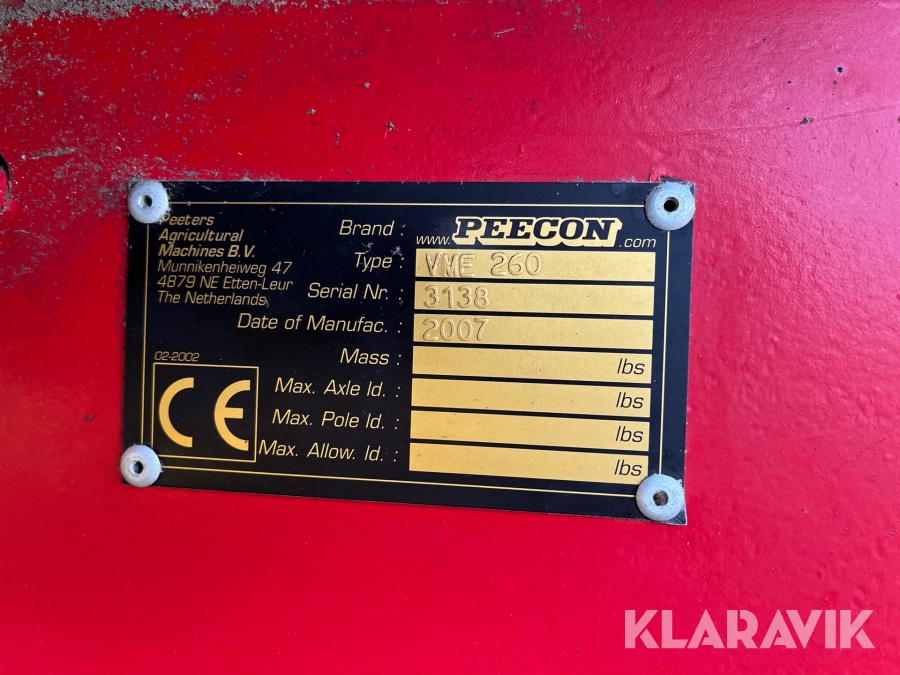 Peeters
Agricultural
Machines B.V.
Munnikenheiweg 47
4879 NE Etten-Leur
The Netherlands
02-2002
CE
Brand : www.PEECON.com
Type : VME 260
Serial Nr. : 3138
Date of Manufac. : 2007
Mass : lbs
Max. Axle ld. : lbs
Max. Pole ld. : lbs
Max. Allow. ld. : lbs
KLARAVIK